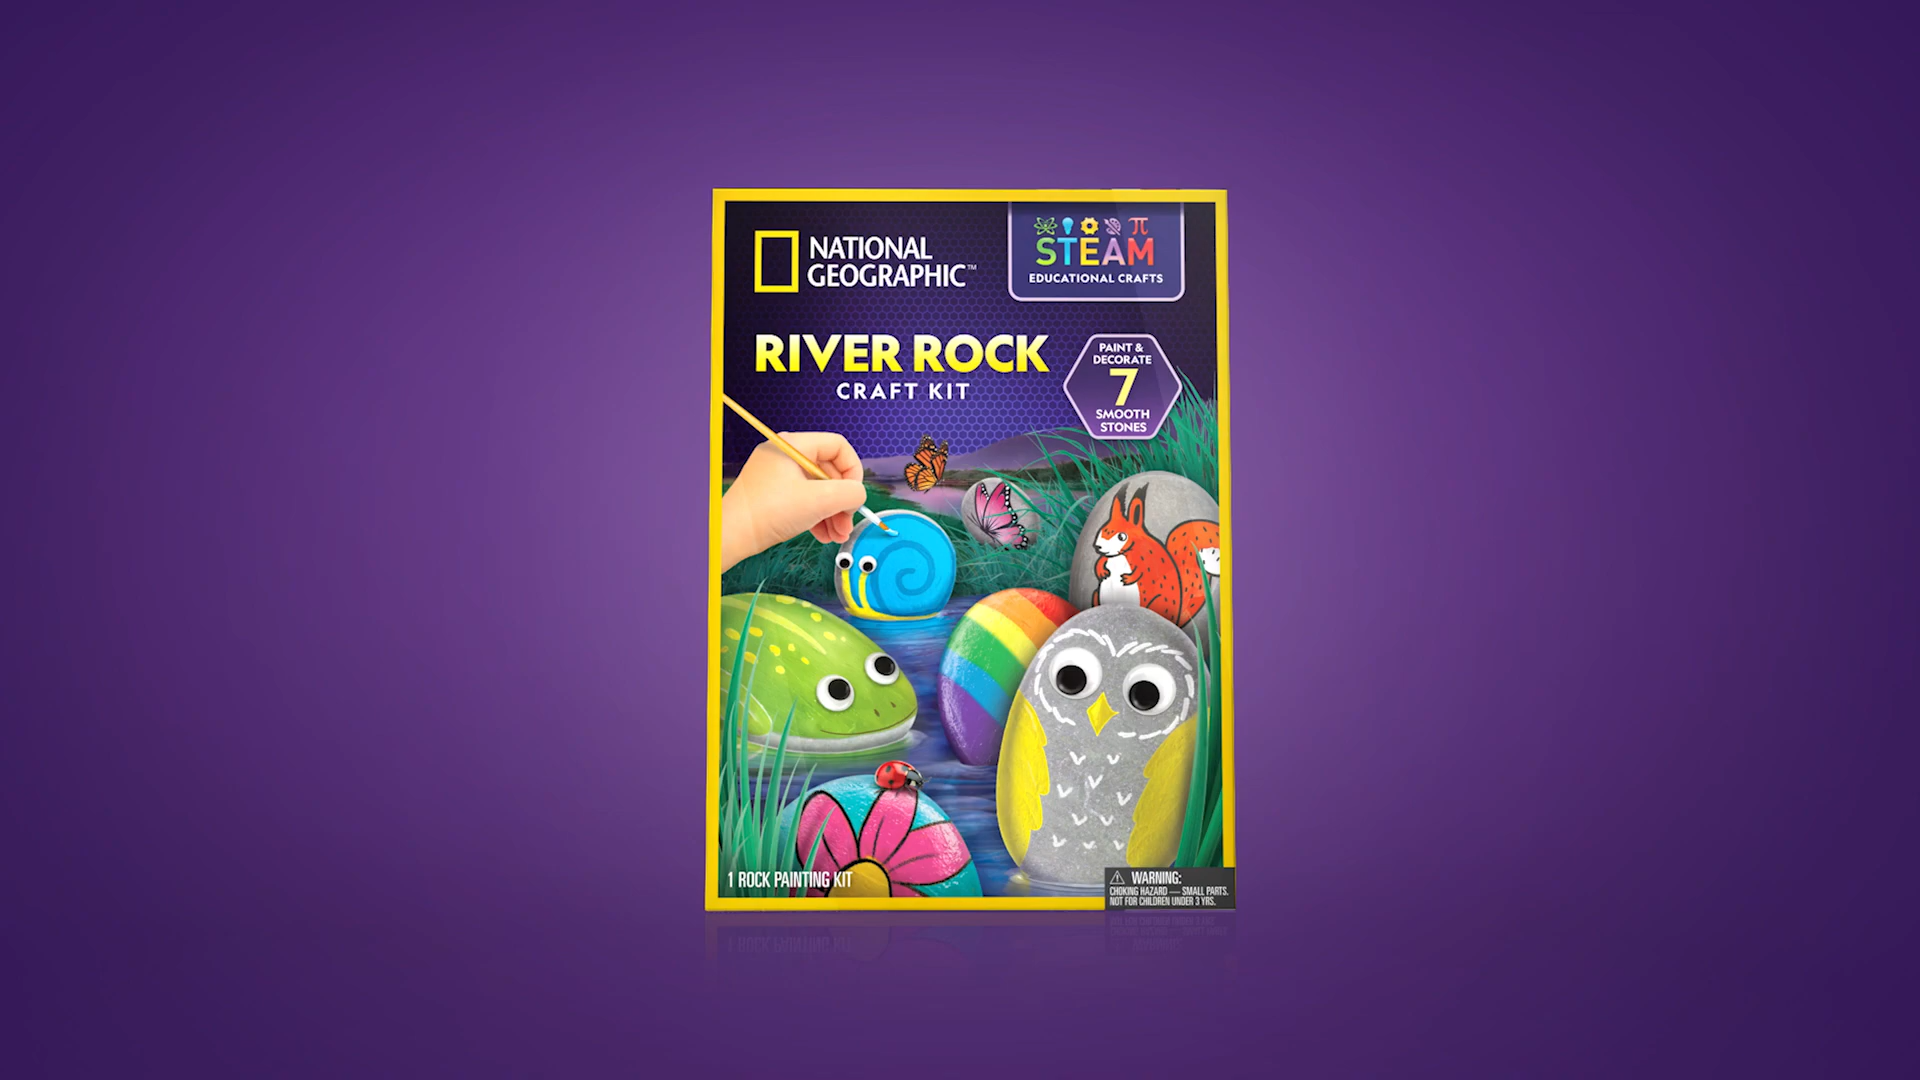 NATIONAL
GEOGRAPHIC™
STEAM
EDUCATIONAL CRAFTS
RIVER ROCK
CRAFT KIT
PAINT &
DECORATE
7
SMOOTH
STONES
1 ROCK PAINTING KIT
WARNING:
CHOKING HAZARD — SMALL PARTS.
NOT FOR CHILDREN UNDER 3 YRS.